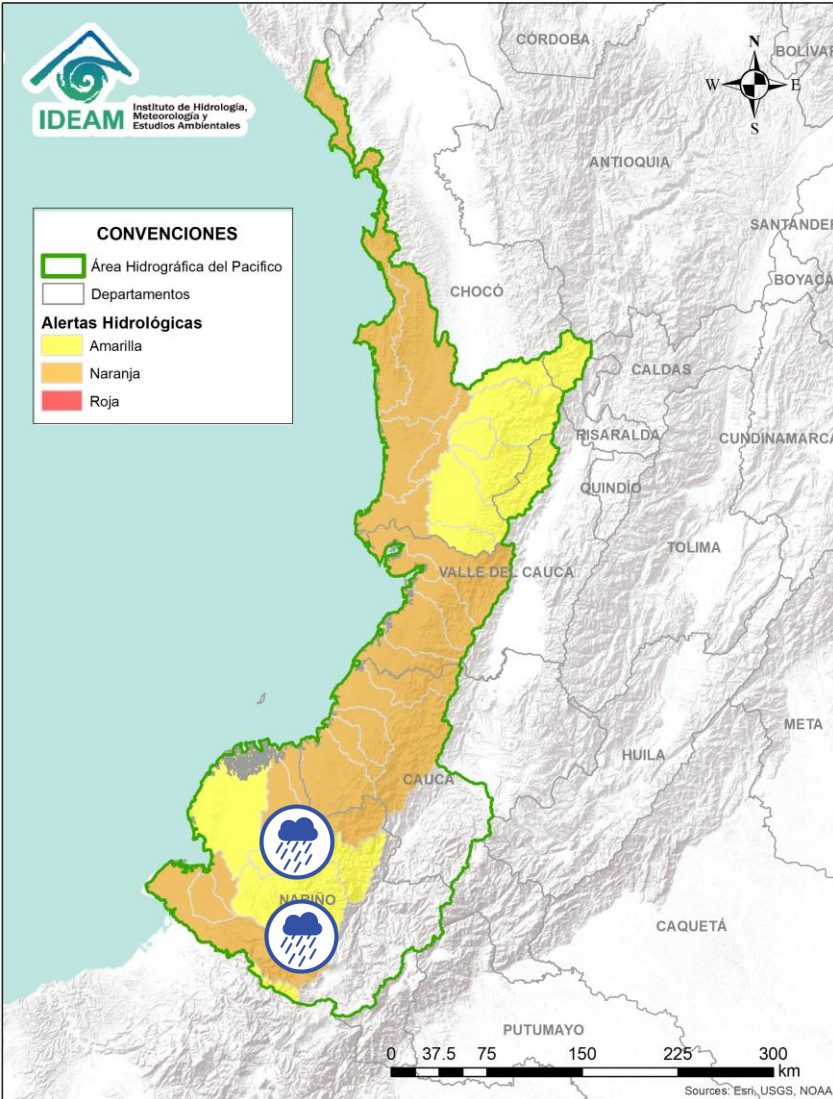 IDEAM
Instituto de Hidrología,
Meteorología y
Estudios Ambientales
N
W E
S
CÓRDOBA
BOLÍVAR
ANTIOQUIA
SANTANDER
BOYACÁ
CHOCÓ
CONVENCIONES
Área Hidrográfica del Pacifico
Departamentos
Alertas Hidrológicas
Amarilla
Naranja
Roja
CALDAS
RISARALDA
CUNDINAMARCA
QUINDÍO
TOLIMA
VALLE DEL CAUCA
META
HUILA
CAUCA
NARIÑO
CAQUETÁ
PUTUMAYO
0 37.5 75 150 225 300
km
Sources: Esri, USGS, NOAA